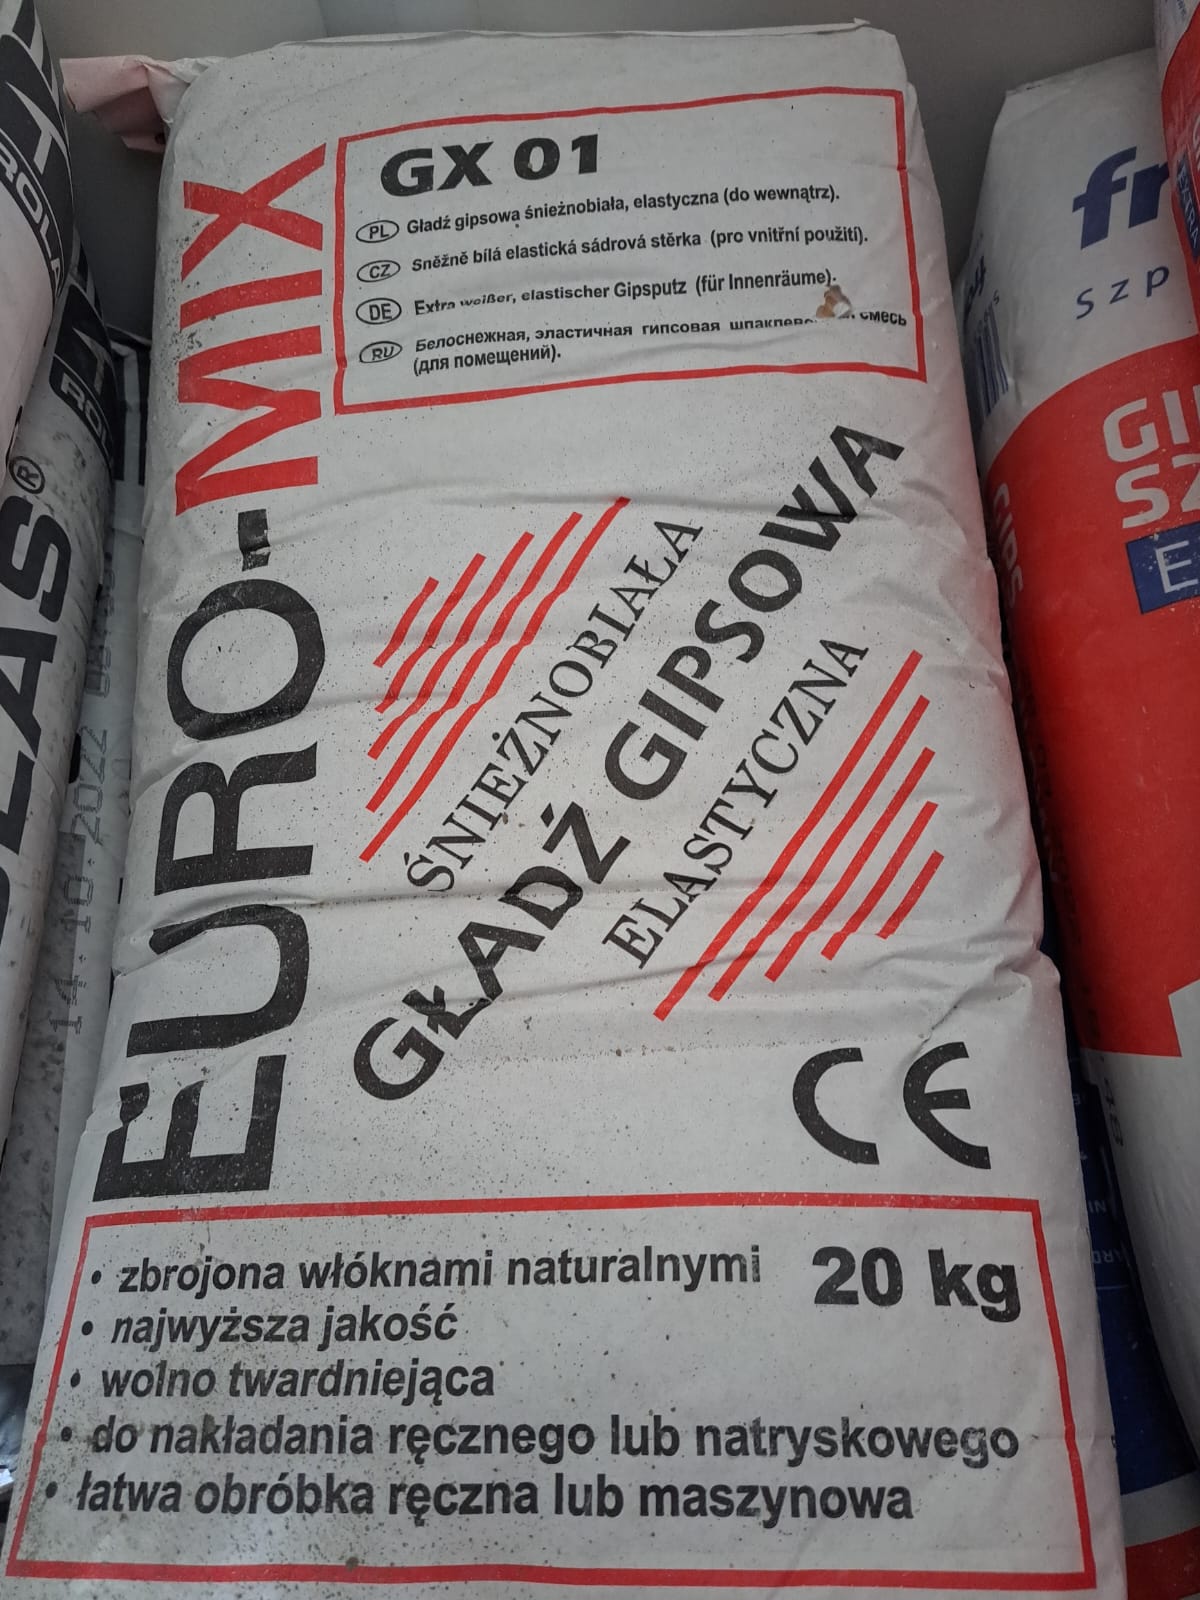 EURO-MIX
GX 01
PL Gładź gipsowa śnieżnobiała, elastyczna (do wewnątrz).
CZ Sněžně bílá elastická sádrová stěrka (pro vnitřní použití).
DE Extra weißer, elastischer Gipsputz (für Innenräume).
RU Белоснежная, эластичная гипсовая смесь
(для помещений).
ŚNIEŻNOBIAŁA
GŁADŹ GIPSOWA
ELASTYCZNA
CE
• zbrojona włóknami naturalnymi
20 kg
• najwyższa jakość
• wolno twardniejąca
• do nakładania ręcznego lub natryskowego
• łatwa obróbka ręczna lub maszynowa
14.10.2022